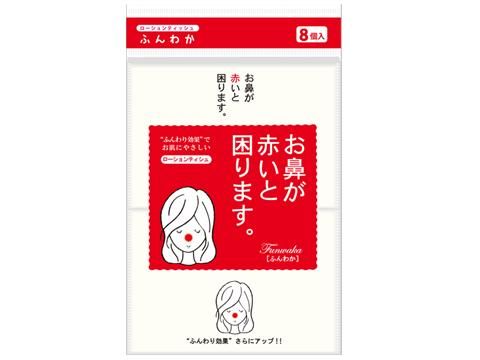 ローションティッシュ
ふんわか
8個入
お鼻が
赤いと
困ります。
"ふんわり効果"で
お肌にやさしい
ローションティシュ
お鼻が
赤いと
困ります。
Funwaka
[ふんわか]
"ふんわり効果" さらにアップ!!